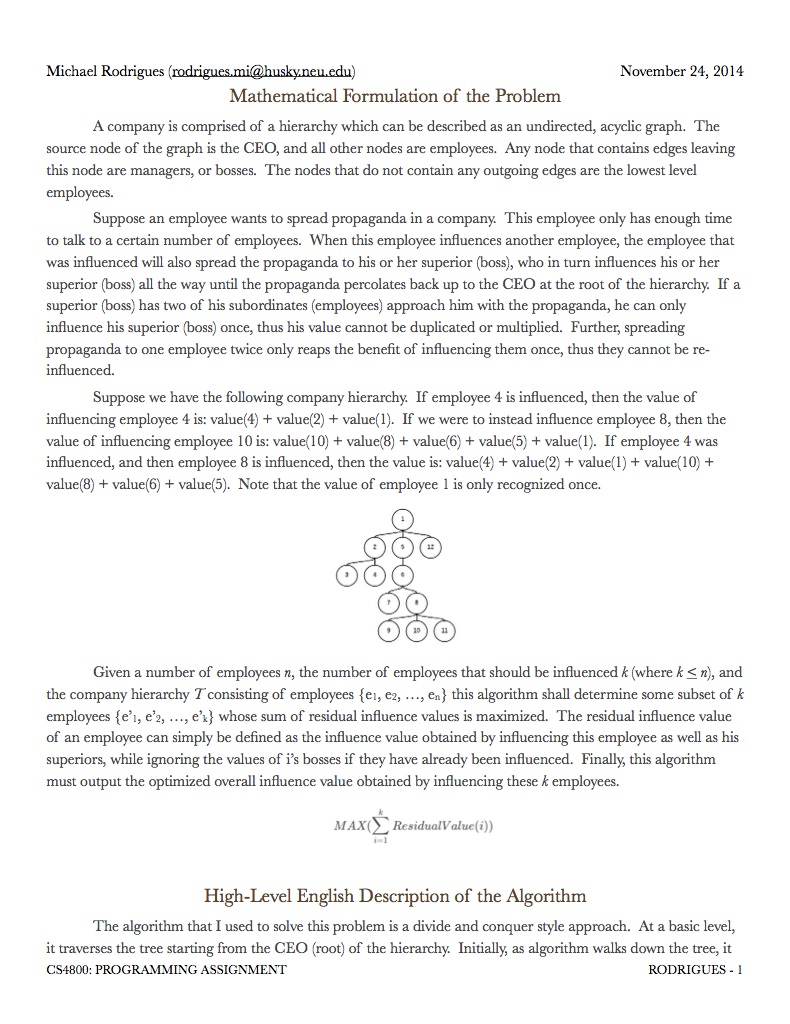 Michael Rodrigues (rodrigues.mi@husky.neu.edu) November 24, 2014
Mathematical Formulation of the Problem
A company is comprised of a hierarchy which can be described as an undirected, acyclic graph. The
source node of the graph is the CEO, and all other nodes are employees. Any node that contains edges leaving
this node are managers, or bosses. The nodes that do not contain any outgoing edges are the lowest level
employees.
Suppose an employee wants to spread propaganda in a company. This employee only has enough time
to talk to a certain number of employees. When this employee influences another employee, the employee that
was influenced will also spread the propaganda to his or her superior (boss), who in turn influences his or her
superior (boss) all the way until the propaganda percolates back up to the CEO at the root of the hierarchy. If a
superior (boss) has two of his subordinates (employees) approach him with the propaganda, he can only
influence his superior (boss) once, thus his value cannot be duplicated or multiplied. Further, spreading
propaganda to one employee twice only reaps the benefit of influencing them once, thus they cannot be re-
influenced.
Suppose we have the following company hierarchy. If employee 4 is influenced, then the value of
influencing employee 4 is: value(4) + value(2) + value(1). If we were to instead influence employee 8, then the
value of influencing employee 10 is: value(10) + value(8) + value(6) + value(5) + value(1). If employee 4 was
influenced, and then employee 8 is influenced, then the value is: value(4) + value(2) + value(1) + value(10) +
value(8) + value(6) + value(5). Note that the value of employee 1 is only recognized once.
1
2 5 12
3 4 6
7 8
9 10 11
Given a number of employees n, the number of employees that should be influenced k (where k ≤ n), and
the company hierarchy T consisting of employees {e1, e2, ..., en} this algorithm shall determine some subset of k
employees {e'1, e'2, ..., e'k} whose sum of residual influence values is maximized. The residual influence value
of an employee can simply be defined as the influence value obtained by influencing this employee as well as his
superiors, while ignoring the values of i's bosses if they have already been influenced. Finally, this algorithm
must output the optimized overall influence value obtained by influencing these k employees.
k
MAX(∑ ResidualValue(i))
i=1
High-Level English Description of the Algorithm
The algorithm that I used to solve this problem is a divide and conquer style approach. At a basic level,
it traverses the tree starting from the CEO (root) of the hierarchy. Initially, as algorithm walks down the tree, it
CS4800: PROGRAMMING ASSIGNMENT RODRIGUES - 1